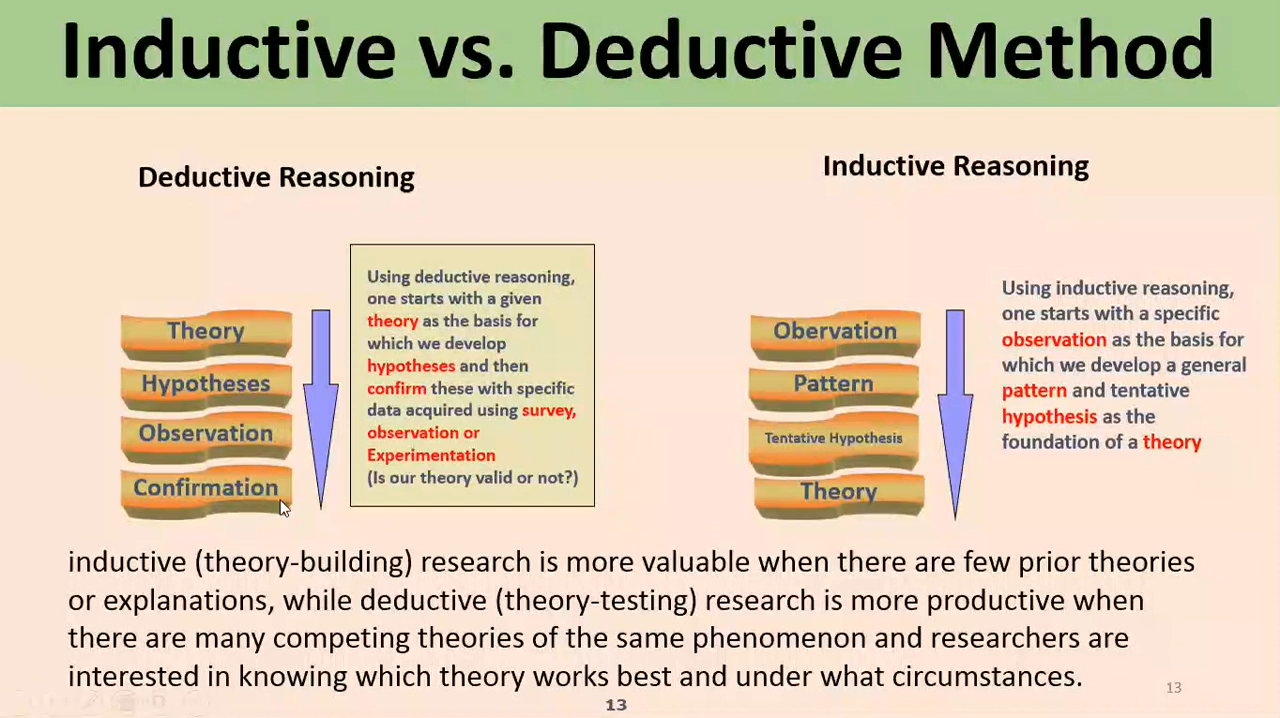 Inductive vs. Deductive Method
Deductive Reasoning
Theory
Hypotheses
Observation
Confirmation
Using deductive reasoning,
one starts with a given
theory as the basis for
which we develop
hypotheses and then
confirm these with specific
data acquired using survey,
observation or
Experimentation
(Is our theory valid or not?)
Inductive Reasoning
Obervation
Pattern
Tentative Hypothesis
Theory
Using inductive reasoning,
one starts with a specific
observation as the basis for
which we develop a general
pattern and tentative
hypothesis as the
foundation of a theory
inductive (theory-building) research is more valuable when there are few prior theories
or explanations, while deductive (theory-testing) research is more productive when
there are many competing theories of the same phenomenon and researchers are
interested in knowing which theory works best and under what circumstances.
13
13